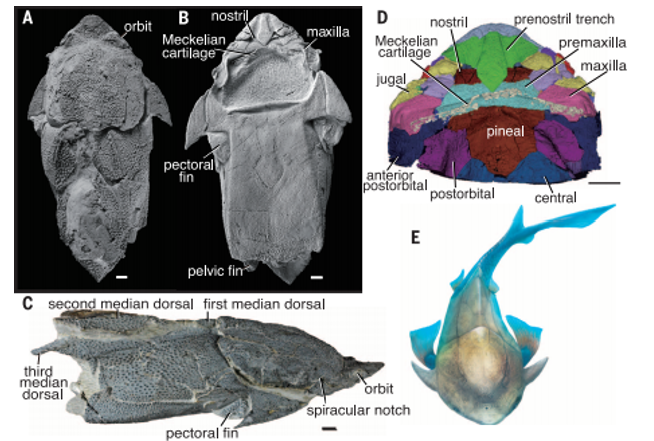 A
orbit
B
nostril
Meckelian
cartilage
maxilla
pectoral
fin
pelvic fin
D
nostril
prenostril trench
Meckelian
cartilage
premaxilla
maxilla
jugal
pineal
anterior
postorbital
postorbital
central
E
C
second median dorsal
first median dorsal
third
median
dorsal
orbit
spiracular notch
pectoral fin